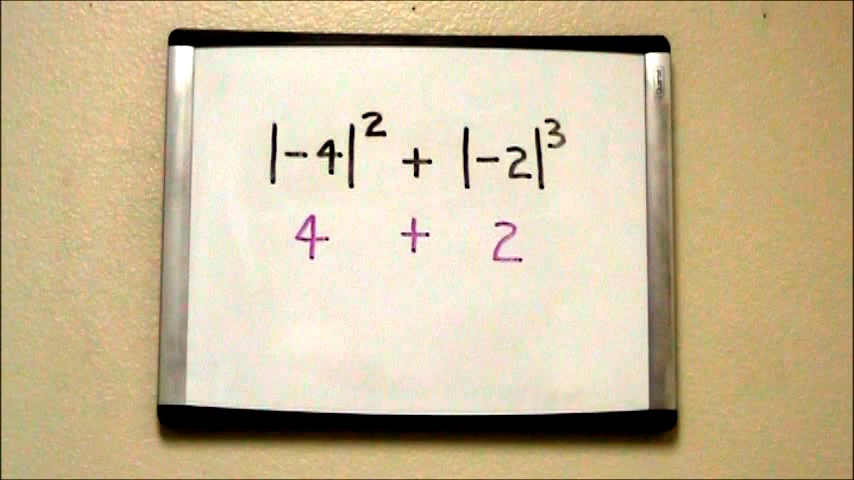 |-4|² + |-2|³
4 + 2